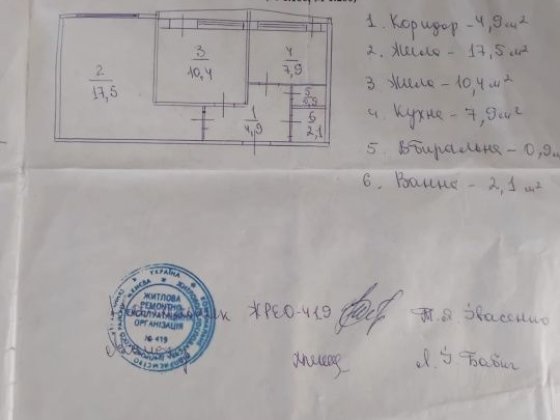 1. Коридор - 4,9 м²
2. Жила - 17,5 м²
3. Жила - 10,4 м²
4. Кухня - 7,9 м²
5. Вбиральня - 0,9 м
6. Ванна - 2,1 м²
2
17,5
3
10,4
4
7,9
1
4,9
5
0,9
2,1
УКРАЇНА
ЖИТЛОВА
РЕМОНТНО
ЕКСПЛУАТАЦІЙНА
ОРГАНІЗАЦІЯ
№ 419
ЖРЕО-419
Л. І. Бабич